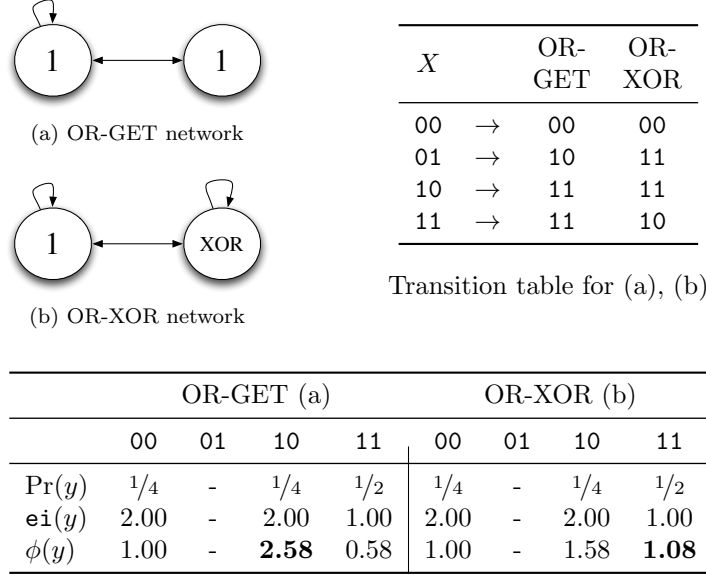 1
1
(a) OR-GET network
1
XOR
(b) OR-XOR network
X OR-GET OR-XOR
00 → 00 00
01 → 10 11
10 → 11 11
11 → 11 10
Transition table for (a), (b)
OR-GET (a) OR-XOR (b)
00 01 10 11 00 01 10 11
Pr(y) 1/4 - 1/4 1/2 1/4 - 1/4 1/2
ei(y) 2.00 - 2.00 1.00 2.00 - 2.00 1.00
ϕ(y) 1.00 - 2.58 0.58 1.00 - 1.58 1.08